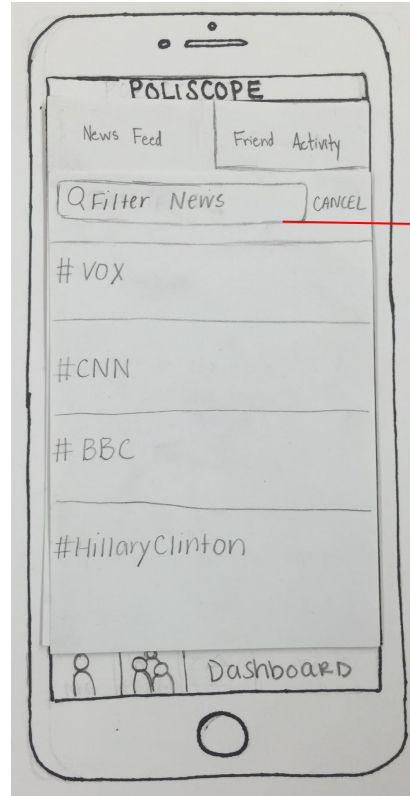 POLISCOPE
News Feed Friend Activity
Filter News CANCEL
# VOX
#CNN
# BBC
#HillaryClinton
DashboaRD